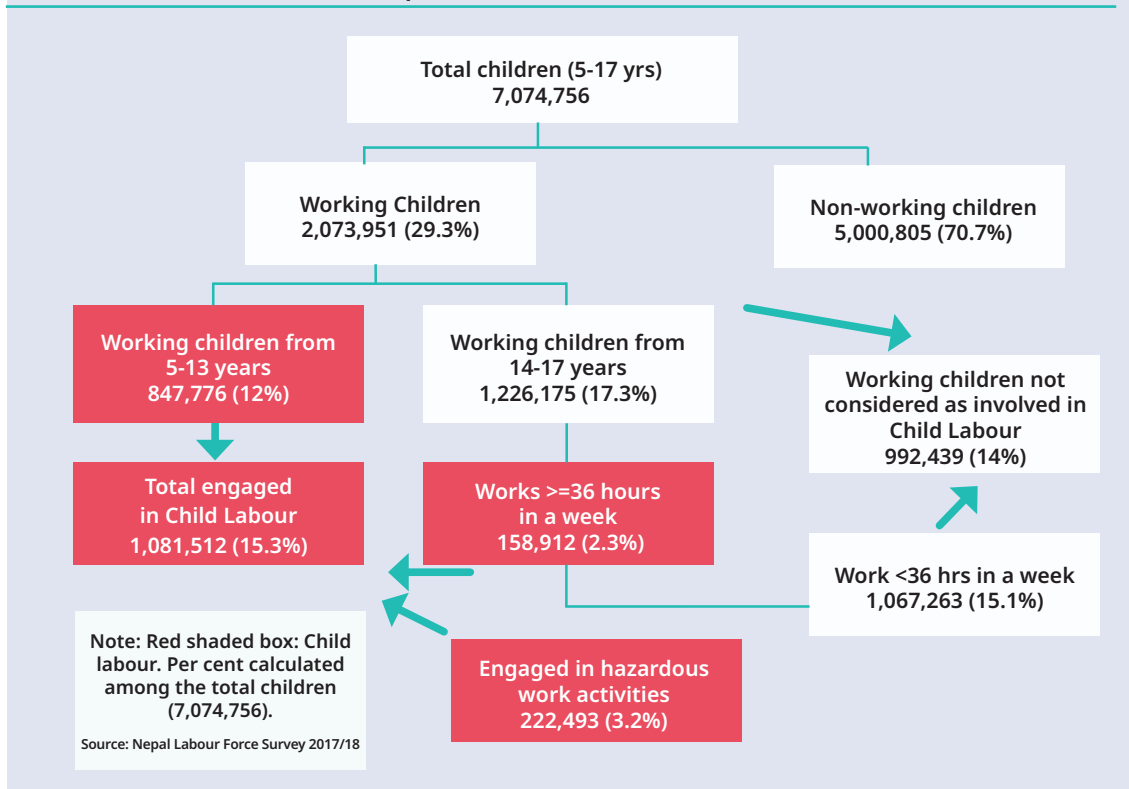 Total children (5-17 yrs)
7,074,756
Working Children
2,073,951 (29.3%)
Non-working children
5,000,805 (70.7%)
Working children from
5-13 years
847,776 (12%)
Working children from
14-17 years
1,226,175 (17.3%)
Working children not
considered as involved in
Child Labour
992,439 (14%)
Total engaged
in Child Labour
1,081,512 (15.3%)
Works >=36 hours
in a week
158,912 (2.3%)
Work <36 hrs in a week
1,067,263 (15.1%)
Note: Red shaded box: Child
labour. Per cent calculated
among the total children
(7,074,756).
Source: Nepal Labour Force Survey 2017/18
Engaged in hazardous
work activities
222,493 (3.2%)